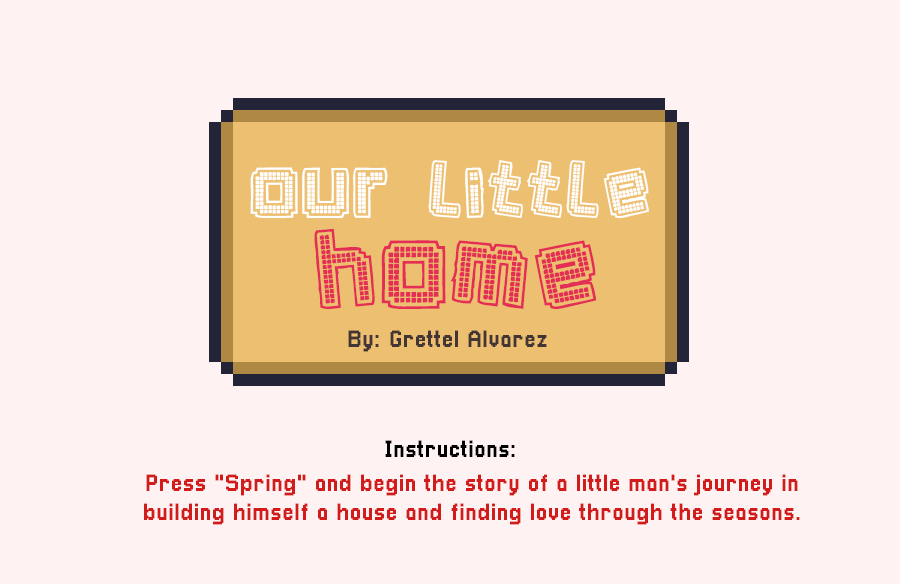 our little
home
By: Grettel Alvarez
Instructions:
Press "Spring" and begin the story of a little man's journey in
building himself a house and finding love through the seasons.